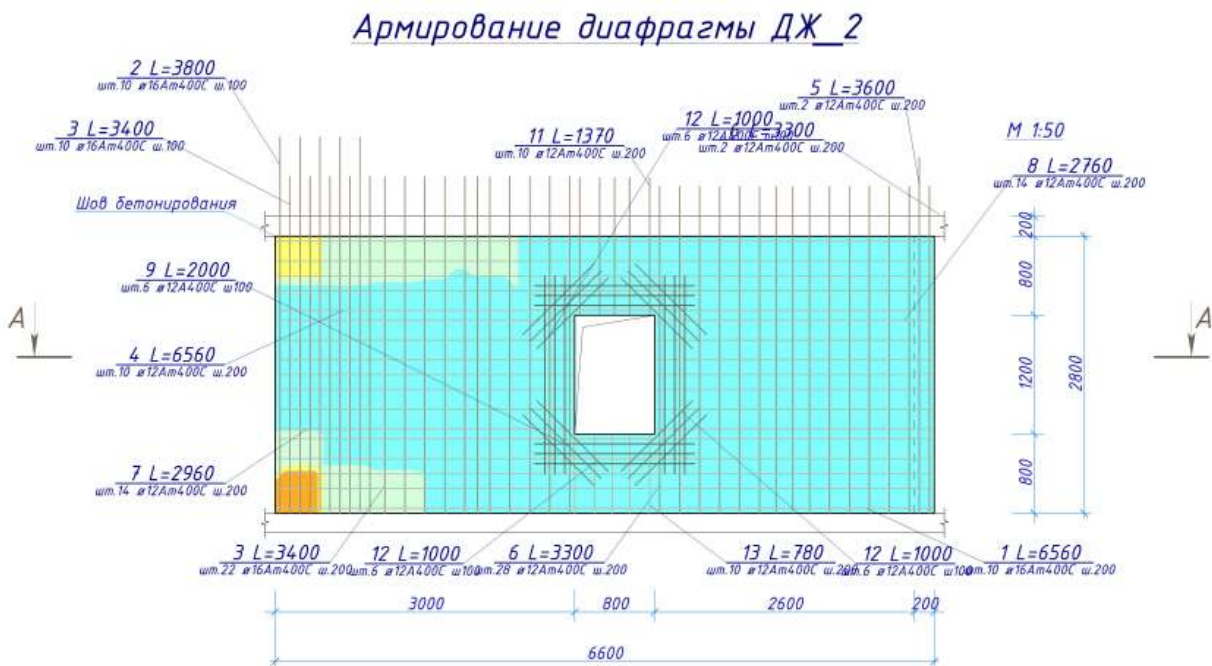 Армирование диафрагмы ДЖ_2
2 L=3800
шт.10 ⌀16Ат400С ш.100
5 L=3600
шт.2 ⌀12Ат400С ш.200
3 L=3400
шт.10 ⌀16Ат400С ш.100
12 L=1000
шт.6 ⌀12А400С
6 L=3300
шт.2 ⌀12Ат400С ш.200
11 L=1370
шт.10 ⌀12Ат400С ш.200
М 1:50
8 L=2760
шт.14 ⌀12Ат400С ш.200
Шов бетонирования
200
9 L=2000
шт.6 ⌀12А400С ш100
800
А
А
4 L=6560
шт.10 ⌀12Ат400С ш.200
1200
2800
7 L=2960
шт.14 ⌀12Ат400С ш.200
800
3 L=3400
шт.22 ⌀16Ат400С ш.200
12 L=1000
шт.6 ⌀12А400С ш100
6 L=3300
шт.28 ⌀12Ат400С ш.200
13 L=780
шт.10 ⌀12Ат400С ш.200
12 L=1000
шт.6 ⌀12А400С ш100
1 L=6560
шт.10 ⌀16Ат400С ш.200
3000
800
2600
200
6600